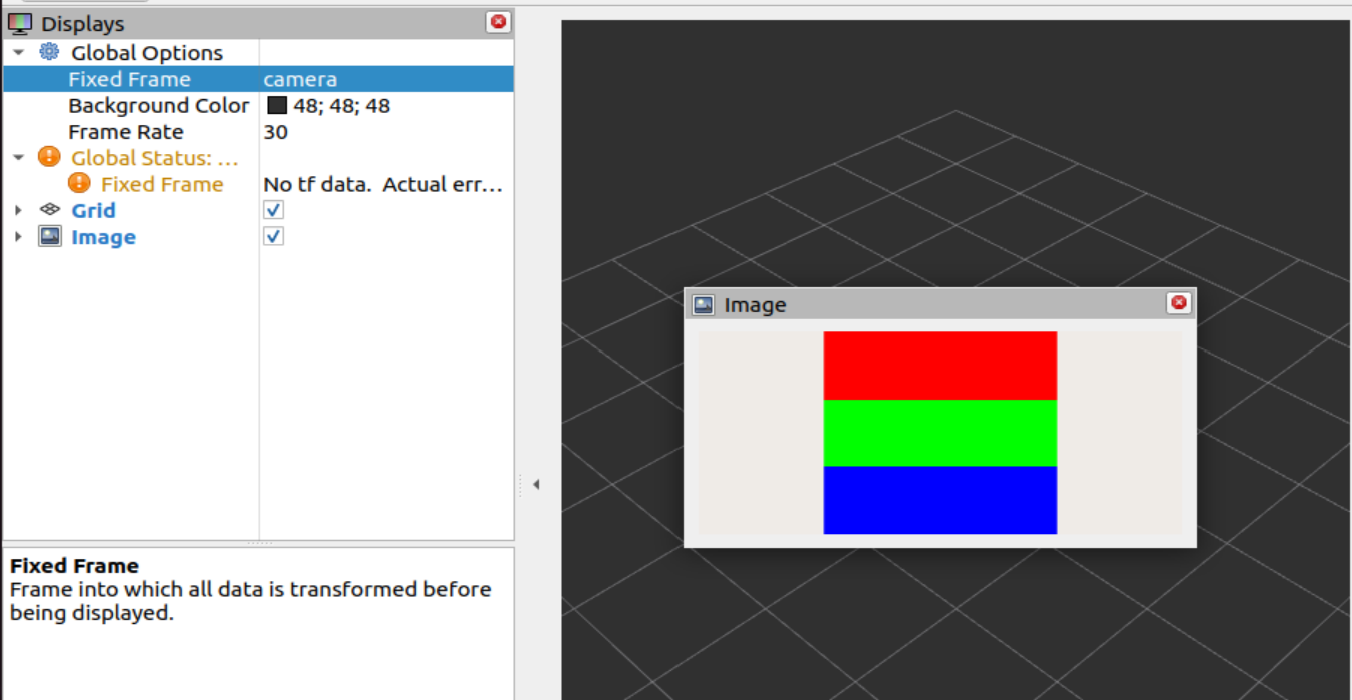 Displays
Global Options
Fixed Frame camera
Background Color 48; 48; 48
Frame Rate 30
Global Status: ...
Fixed Frame No tf data.  Actual err...
Grid
Image
Fixed Frame
Frame into which all data is transformed before
being displayed.
Image